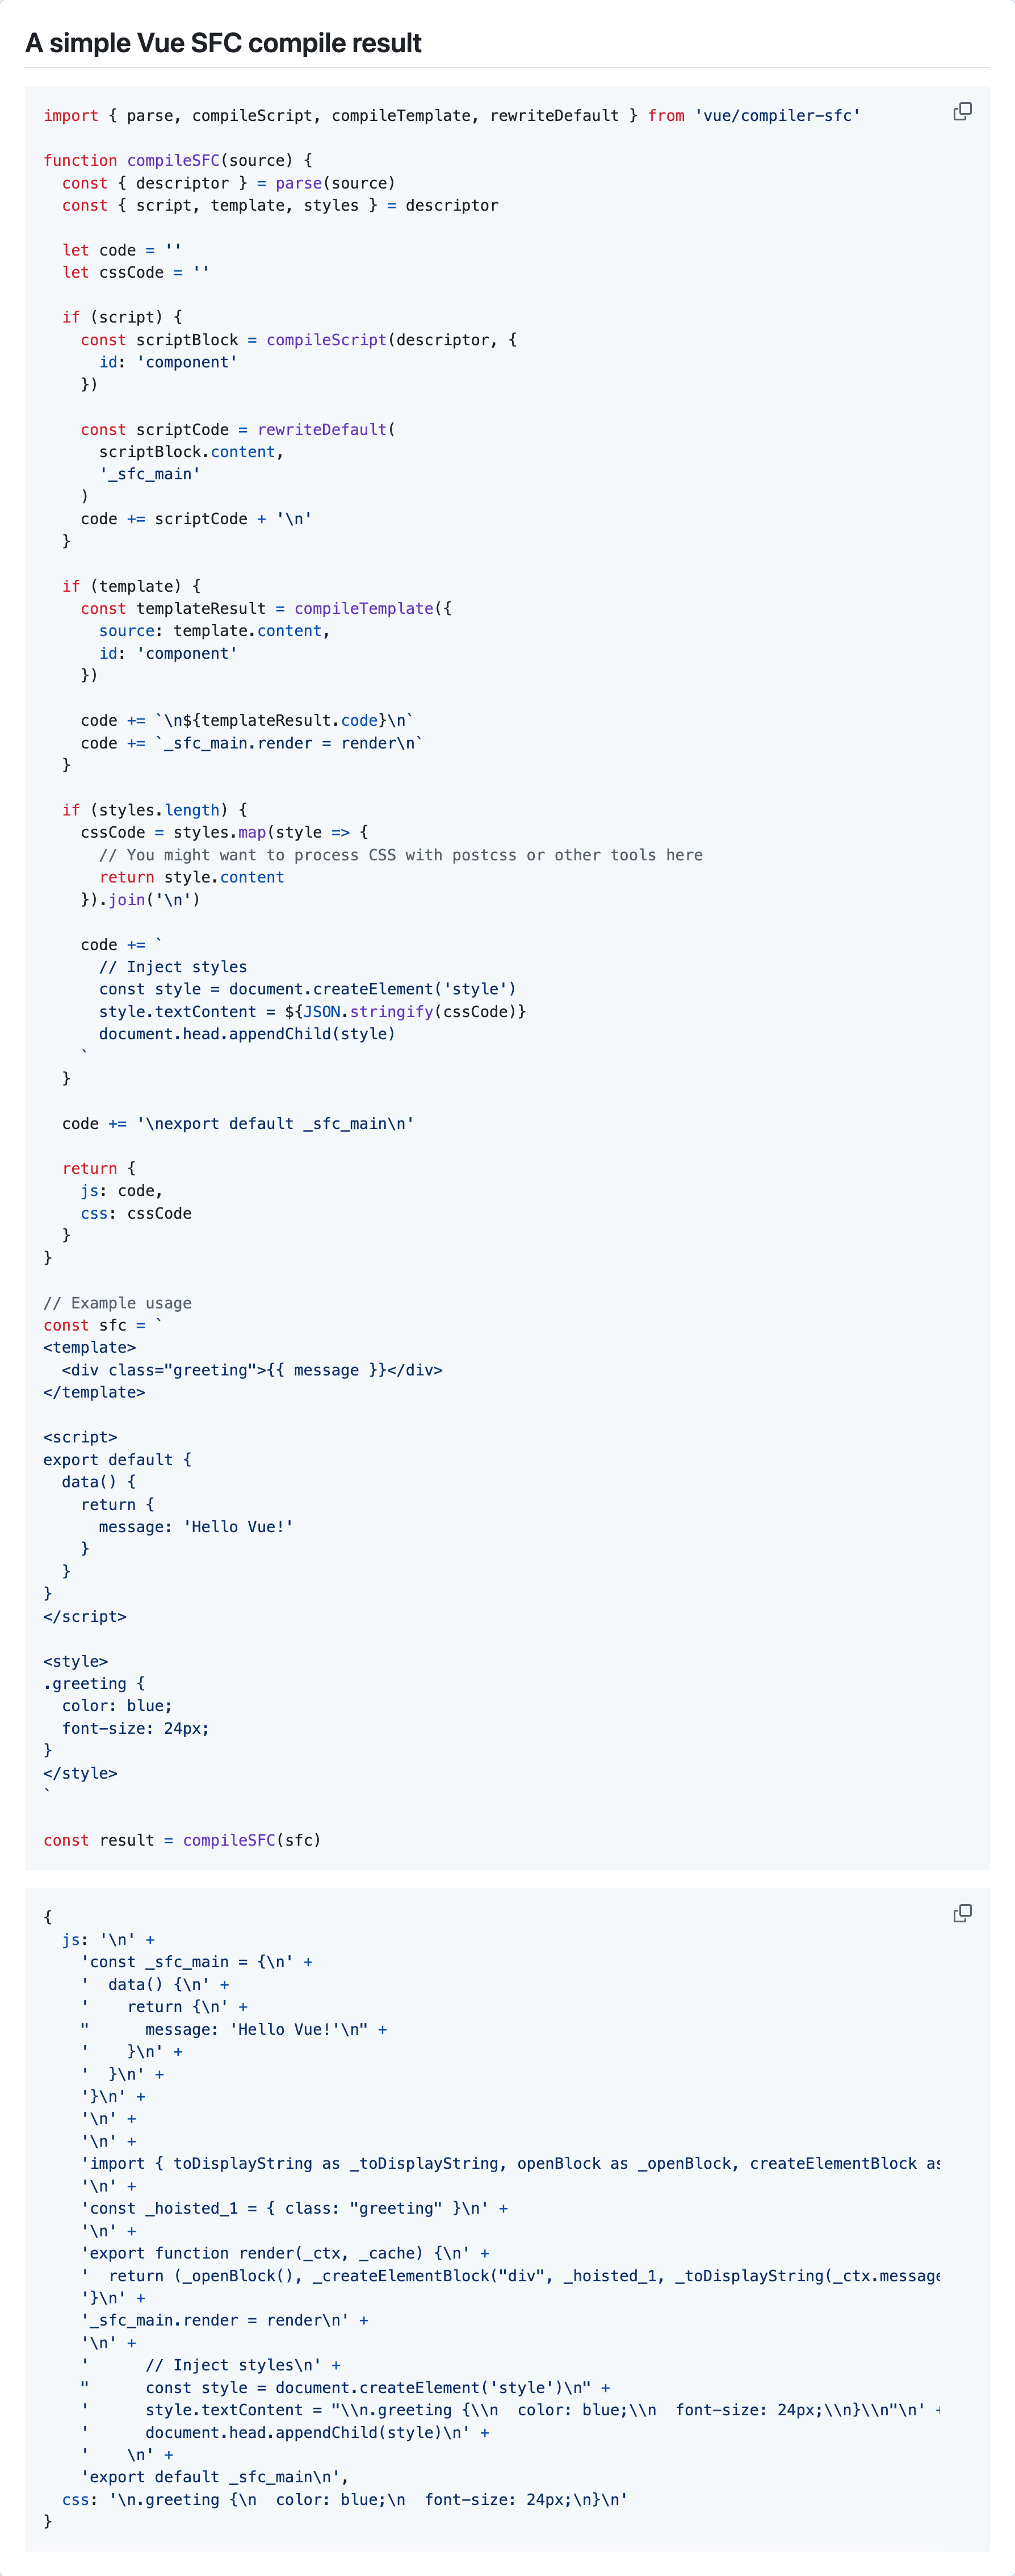 A simple Vue SFC compile result
import { parse, compileScript, compileTemplate, rewriteDefault } from 'vue/compiler-sfc'

function compileSFC(source) {
  const { descriptor } = parse(source)
  const { script, template, styles } = descriptor

  let code = ''
  let cssCode = ''

  if (script) {
    const scriptBlock = compileScript(descriptor, {
      id: 'component'
    })

    const scriptCode = rewriteDefault(
      scriptBlock.content,
      '_sfc_main'
    )
    code += scriptCode + '\n'
  }

  if (template) {
    const templateResult = compileTemplate({
      source: template.content,
      id: 'component'
    })

    code += `\n${templateResult.code}\n`
    code += `_sfc_main.render = render\n`
  }

  if (styles.length) {
    cssCode = styles.map(style => {
      // You might want to process CSS with postcss or other tools here
      return style.content
    }).join('\n')

    code += `
      // Inject styles
      const style = document.createElement('style')
      style.textContent = ${JSON.stringify(cssCode)}
      document.head.appendChild(style)
    `
  }

  code += '\nexport default _sfc_main\n'

  return {
    js: code,
    css: cssCode
  }
}

// Example usage
const sfc = `
<template>
  <div class="greeting">{{ message }}</div>
</template>

<script>
export default {
  data() {
    return {
      message: 'Hello Vue!'
    }
  }
}
</script>

<style>
.greeting {
  color: blue;
  font-size: 24px;
}
</style>
`

const result = compileSFC(sfc)

{
  js: '\n' +
    'const _sfc_main = {\n' +
    '  data() {\n' +
    '    return {\n' +
    "      message: 'Hello Vue!'\n" +
    '    }\n' +
    '  }\n' +
    '}\n' +
    '\n' +
    '\n' +
    'import { toDisplayString as _toDisplayString, openBlock as _openBlock, createElementBlock as
    '\n' +
    'const _hoisted_1 = { class: "greeting" }\n' +
    '\n' +
    'export function render(_ctx, _cache) {\n' +
    '  return (_openBlock(), _createElementBlock("div", _hoisted_1, _toDisplayString(_ctx.message
    '}\n' +
    '_sfc_main.render = render\n' +
    '\n' +
    '      // Inject styles\n' +
    "      const style = document.createElement('style')\n" +
    '      style.textContent = "\\n.greeting {\\n  color: blue;\\n  font-size: 24px;\\n}\\n"\n' +
    '      document.head.appendChild(style)\n' +
    '    \n' +
    'export default _sfc_main\n',
  css: '\n.greeting {\n  color: blue;\n  font-size: 24px;\n}\n'
}